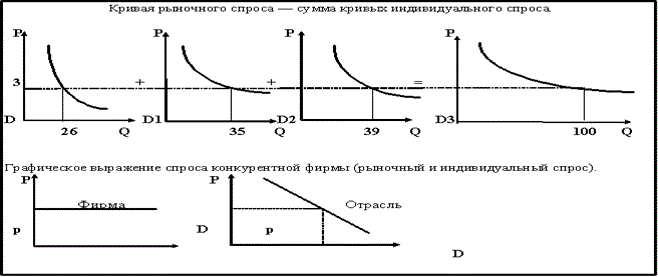 Кривая рыночного спроса — сумма кривых индивидуального спроса
P P P P
3 + + =
D D1 D2 D3
26 Q 35 Q 39 Q 100 Q
Графическое выражение спроса конкурентной фирмы (рыночный и индивидуальный спрос).
P P
Фирма Отрасль
p D p
D